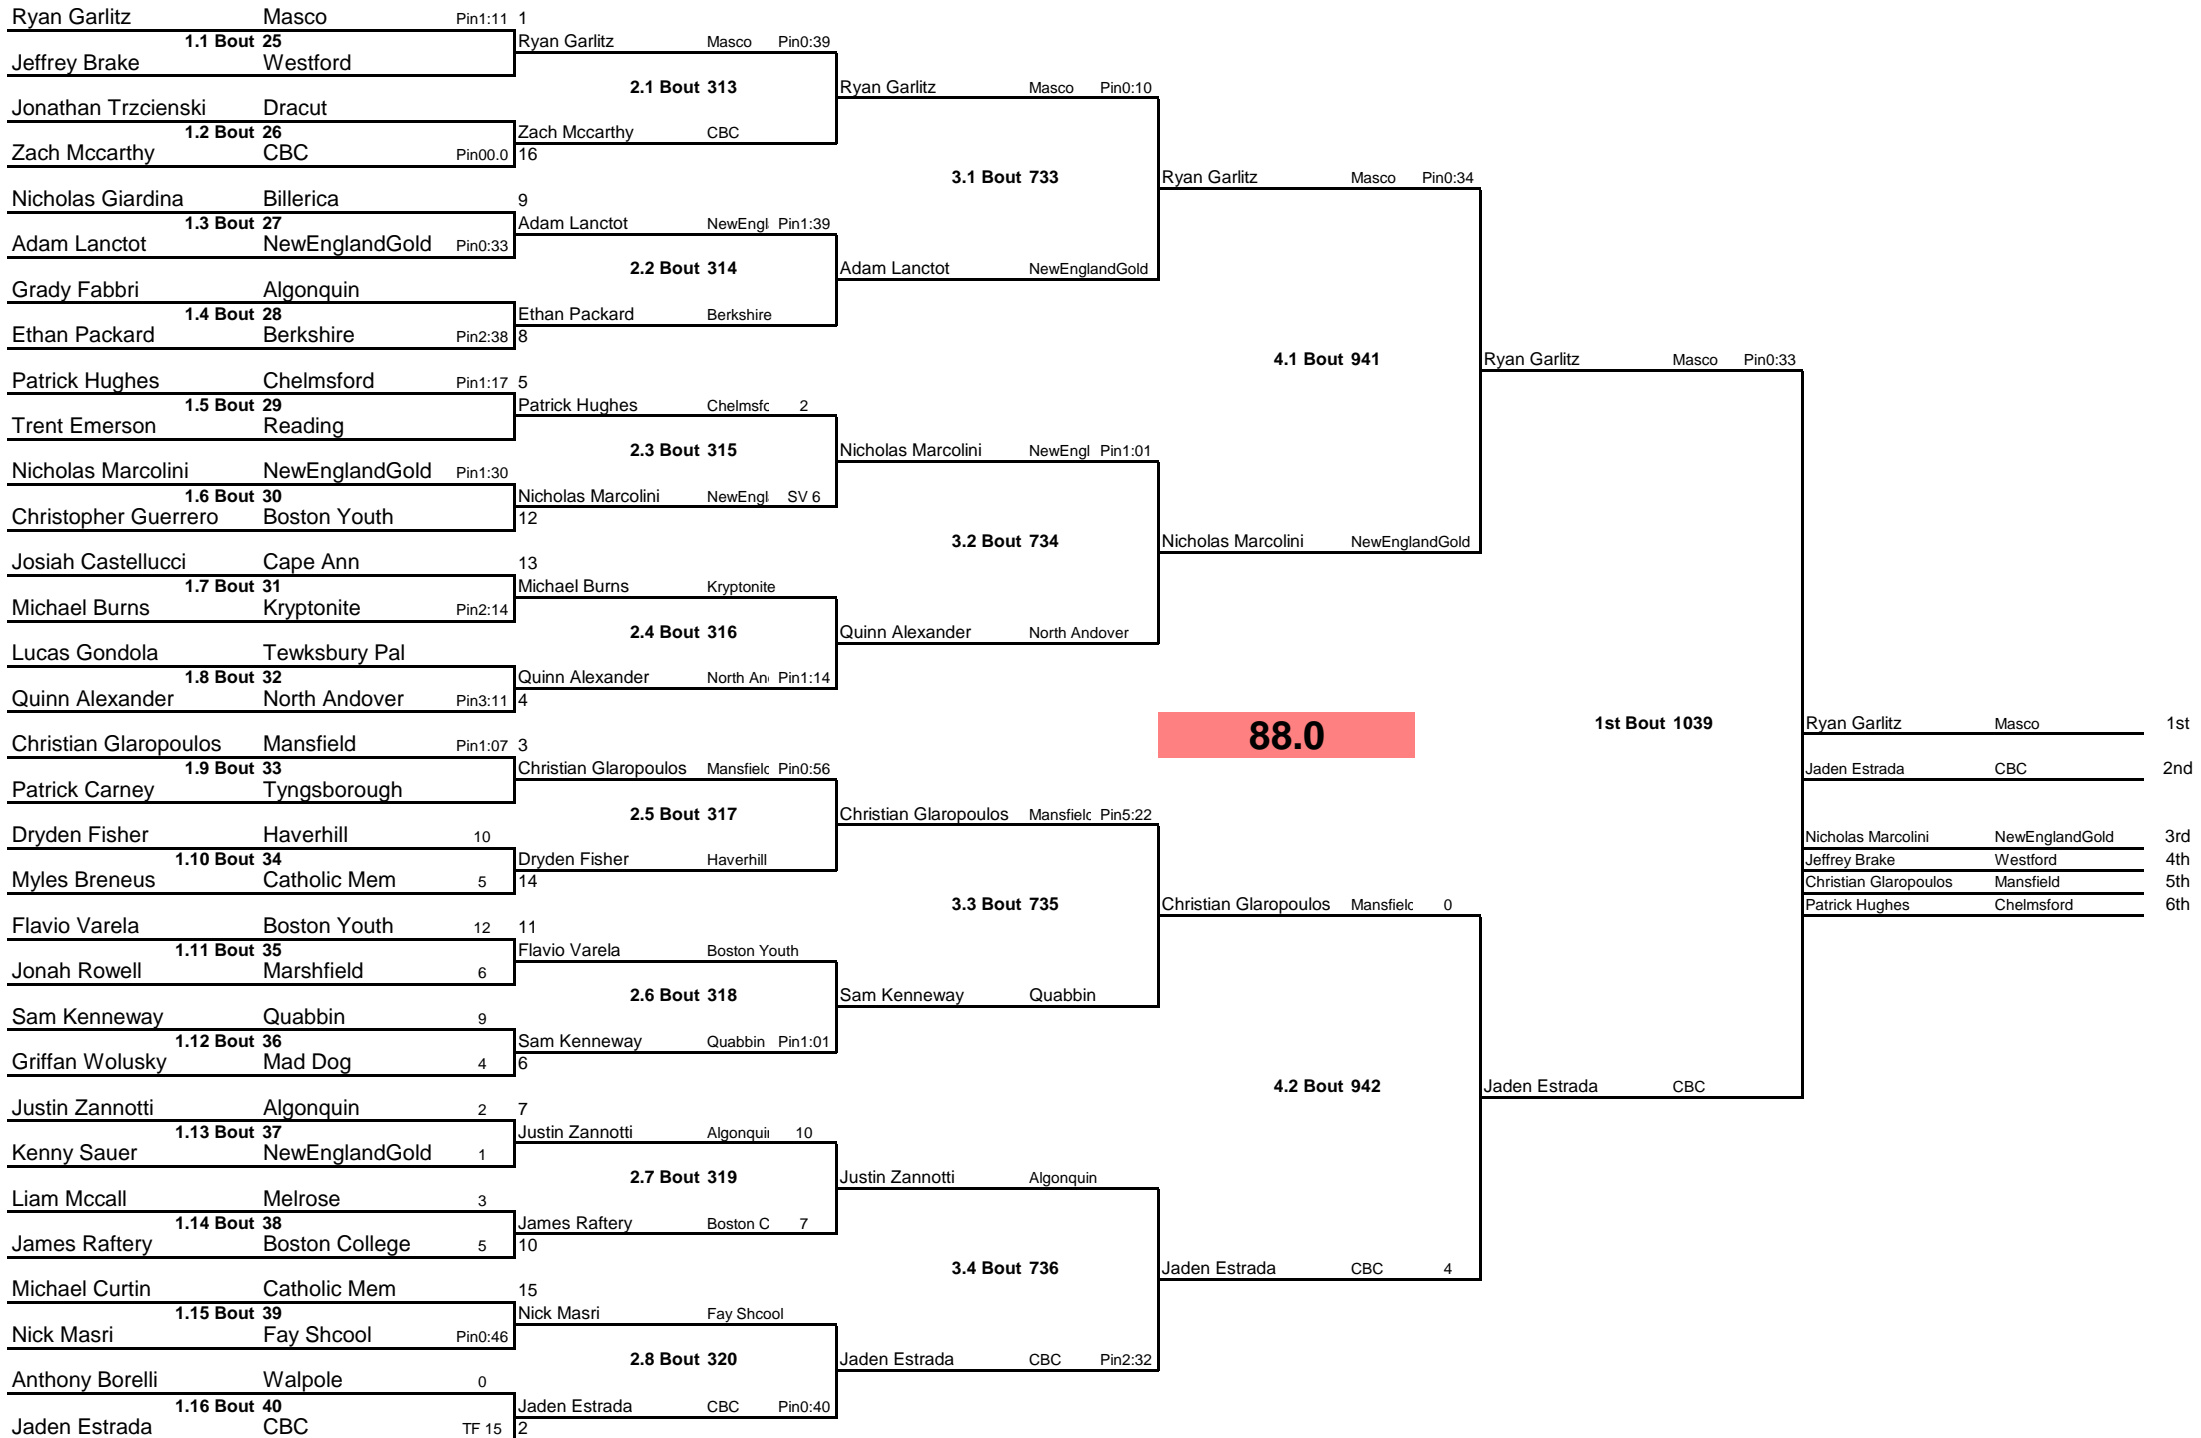 Ryan Garlitz Masco Pin1:11 1
1.1 Bout 25
Jeffrey Brake Westford
Jonathan Trzcienski Dracut
1.2 Bout 26
Zach Mccarthy CBC Pin00.0 16
Nicholas Giardina Billerica 9
1.3 Bout 27
Adam Lanctot NewEnglandGold Pin0:33
Grady Fabbri Algonquin
1.4 Bout 28
Ethan Packard Berkshire Pin2:38 8
Patrick Hughes Chelmsford Pin1:17 5
1.5 Bout 29
Trent Emerson Reading
Nicholas Marcolini NewEnglandGold Pin1:30
1.6 Bout 30
Christopher Guerrero Boston Youth 12
Josiah Castellucci Cape Ann 13
1.7 Bout 31
Michael Burns Kryptonite Pin2:14
Lucas Gondola Tewksbury Pal
1.8 Bout 32
Quinn Alexander North Andover Pin3:11 4
Christian Glaropoulos Mansfield Pin1:07 3
1.9 Bout 33
Patrick Carney Tyngsborough
Dryden Fisher Haverhill 10
1.10 Bout 34
Myles Breneus Catholic Mem 5 14
Flavio Varela Boston Youth 12 11
1.11 Bout 35
Jonah Rowell Marshfield 6
Sam Kenneway Quabbin 9
1.12 Bout 36
Griffan Wolusky Mad Dog 4 6
Justin Zannotti Algonquin 2 7
1.13 Bout 37
Kenny Sauer NewEnglandGold 1
Liam Mccall Melrose 3
1.14 Bout 38
James Raftery Boston College 5 10
Michael Curtin Catholic Mem 15
1.15 Bout 39
Nick Masri Fay Shcool Pin0:46
Anthony Borelli Walpole 0
1.16 Bout 40
Jaden Estrada CBC TF 15 2
Ryan Garlitz Masco Pin0:39
2.1 Bout 313
Zach Mccarthy CBC
Adam Lanctot NewEngl Pin1:39
2.2 Bout 314
Ethan Packard Berkshire
Patrick Hughes Chelmsfo 2
2.3 Bout 315
Nicholas Marcolini NewEngl SV 6
Michael Burns Kryptonite
2.4 Bout 316
Quinn Alexander North An Pin1:14
Christian Glaropoulos Mansfield Pin0:56
2.5 Bout 317
Dryden Fisher Haverhill
Flavio Varela Boston Youth
2.6 Bout 318
Sam Kenneway Quabbin Pin1:01
Justin Zannotti Algonqui 10
2.7 Bout 319
James Raftery Boston C 7
Nick Masri Fay Shcool
2.8 Bout 320
Jaden Estrada CBC Pin0:40
Ryan Garlitz Masco Pin0:10
3.1 Bout 733
Adam Lanctot NewEnglandGold
Nicholas Marcolini NewEngl Pin1:01
3.2 Bout 734
Quinn Alexander North Andover
Christian Glaropoulos Mansfield Pin5:22
3.3 Bout 735
Sam Kenneway Quabbin
Justin Zannotti Algonquin
3.4 Bout 736
Jaden Estrada CBC Pin2:32
Ryan Garlitz Masco Pin0:34
4.1 Bout 941
Nicholas Marcolini NewEnglandGold
88.0
Christian Glaropoulos Mansfield 0
4.2 Bout 942
Jaden Estrada CBC 4
Ryan Garlitz Masco Pin0:33
1st Bout 1039
Jaden Estrada CBC
Ryan Garlitz Masco 1st
Jaden Estrada CBC 2nd
Nicholas Marcolini NewEnglandGold 3rd
Jeffrey Brake Westford 4th
Christian Glaropoulos Mansfield 5th
Patrick Hughes Chelmsford 6th